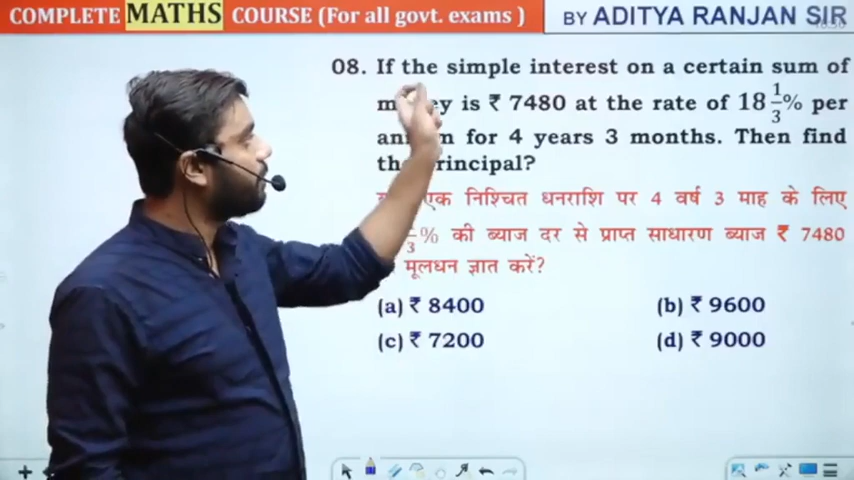 COMPLETE MATHS COURSE (For all govt. exams ) BY ADITYA RANJAN SIR
08. If the simple interest on a certain sum of
is ₹ 7480 at the rate of 18 1/3% per
for 4 years 3 months. Then find
एक निश्चित धनराशि पर 4 वर्ष 3 माह के लिए
3% की ब्याज दर से प्राप्त साधारण ब्याज ₹ 7480
मूलधन ज्ञात करें?
(a) ₹ 8400 (b) ₹ 9600
(c) ₹ 7200 (d) ₹ 9000